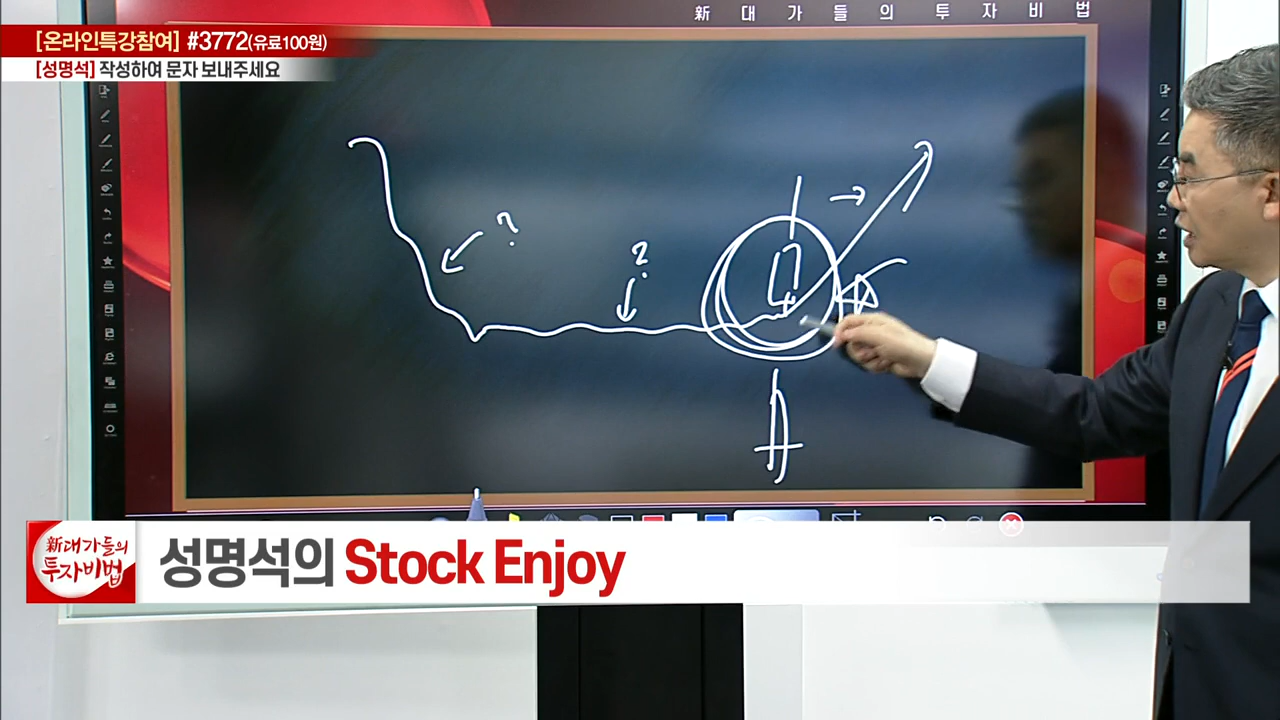 新 대 가 들 의 투 자 비 법
[온라인특강참여] #3772(유료100원)
[성명석] 작성하여 문자 보내주세요
?
?
新대가들의
투자비법
성명석의 Stock Enjoy